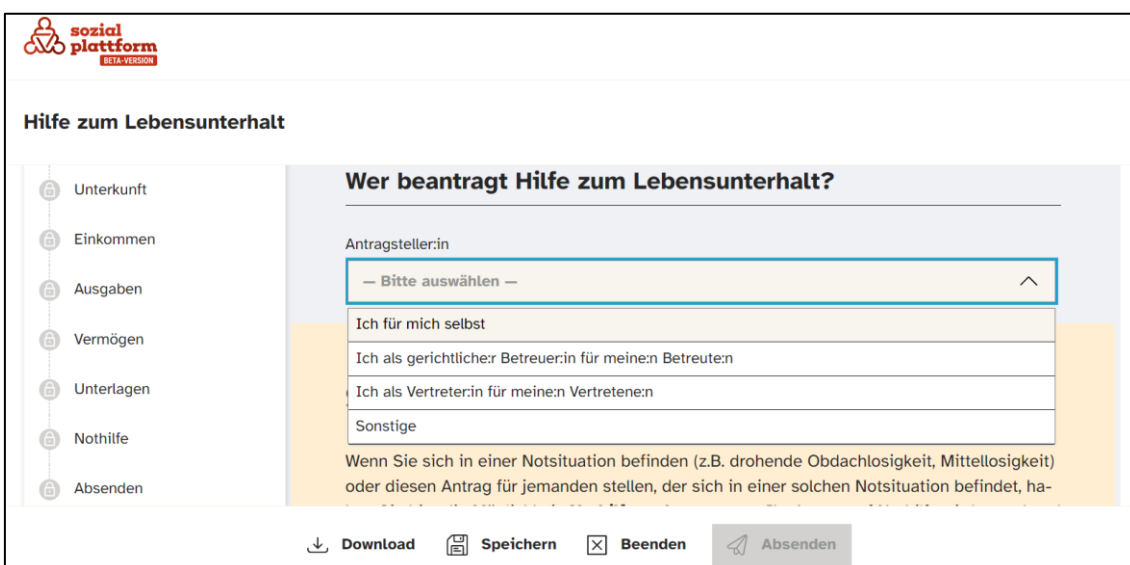 sozial
plattform
BETA-VERSION
Hilfe zum Lebensunterhalt
Unterkunft
Einkommen
Ausgaben
Vermögen
Unterlagen
Nothilfe
Absenden
Wer beantragt Hilfe zum Lebensunterhalt?
Antragsteller:in
— Bitte auswählen —
Ich für mich selbst
Ich als gerichtliche:r Betreuer:in für meine:n Betreute:n
Ich als Vertreter:in für meine:n Vertretene:n
Sonstige
Wenn Sie sich in einer Notsituation befinden (z.B. drohende Obdachlosigkeit, Mittellosigkeit)
oder diesen Antrag für jemanden stellen, der sich in einer solchen Notsituation befindet, ha-
Download
Speichern
Beenden
Absenden